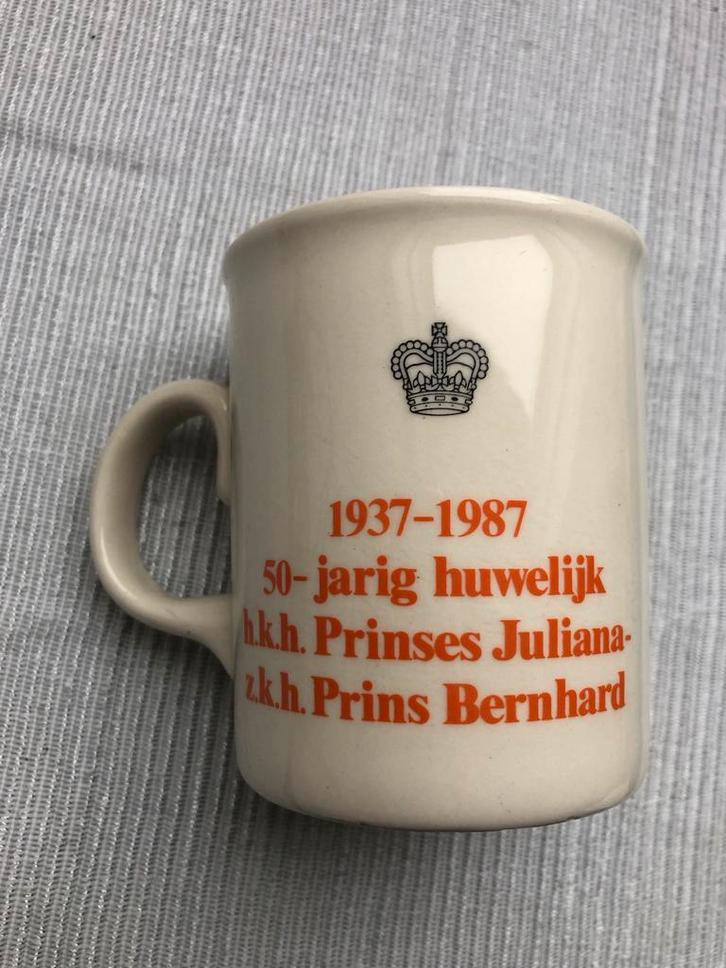 1937-1987
50-jarig huwelijk
h.k.h. Prinses Juliana-
z.k.h. Prins Bernhard